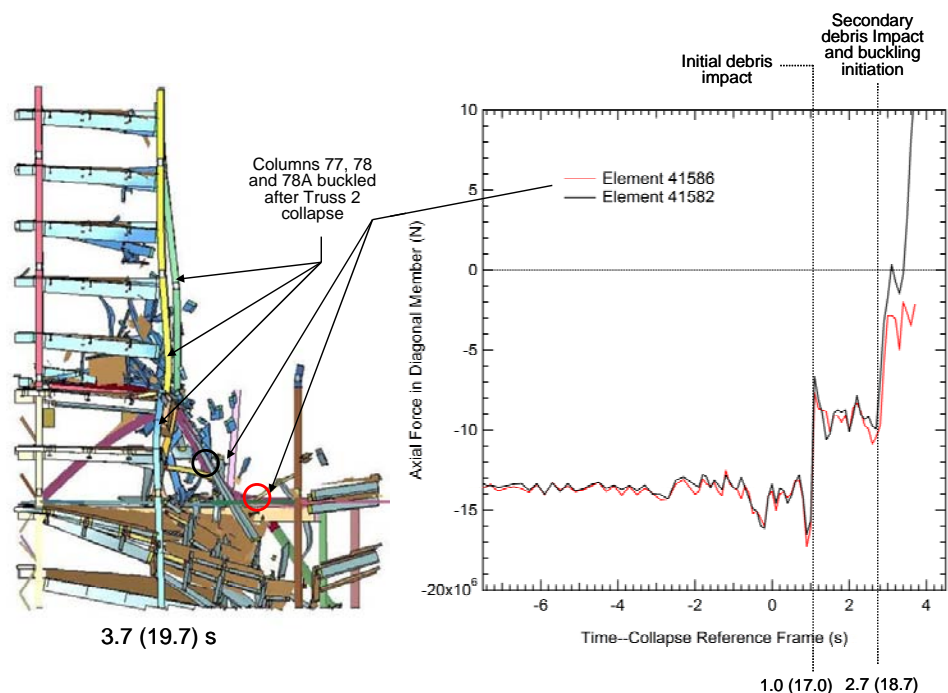 Initial debris
impact
Secondary
debris Impact
and buckling
initiation
Columns 77, 78
and 78A buckled
after Truss 2
collapse
3.7 (19.7) s
Element 41586
Element 41582
Axial Force in Diagonal Member (N)
10
5
0
-5
-10
-15
-20x10⁶
-6
-4
-2
0
2
4
Time--Collapse Reference Frame (s)
1.0 (17.0)
2.7 (18.7)